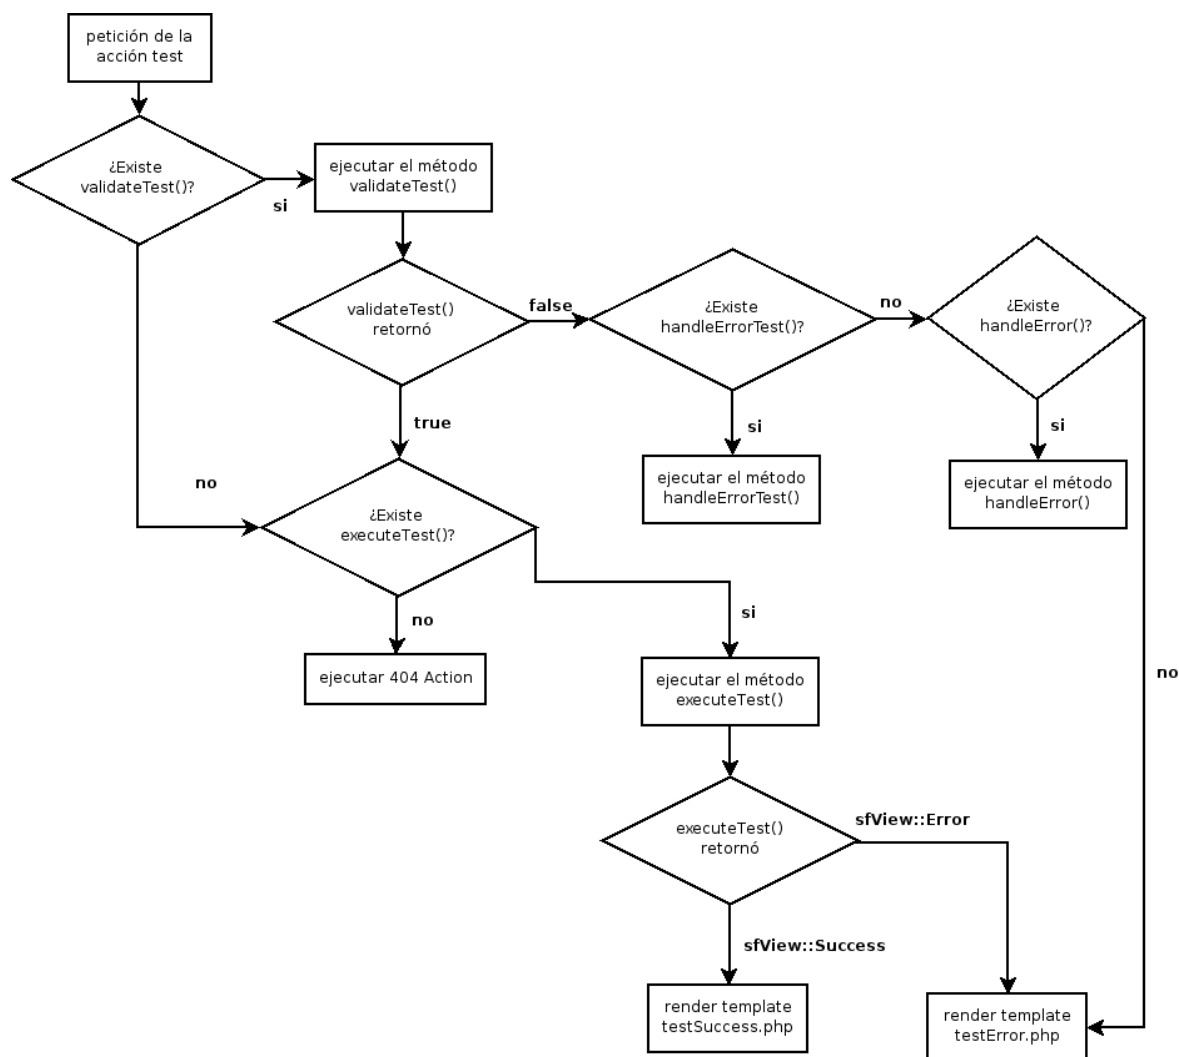 petición de la
acción test
¿Existe
validateTest()?
si
ejecutar el método
validateTest()
validateTest()
retornó
false
¿Existe
handleErrorTest()?
no
¿Existe
handleError()?
true
si
si
ejecutar el método
handleErrorTest()
ejecutar el método
handleError()
no
¿Existe
executeTest()?
no
ejecutar 404 Action
si
ejecutar el método
executeTest()
no
executeTest()
retornó
sfView::Error
sfView::Success
render template
testSuccess.php
render template
testError.php